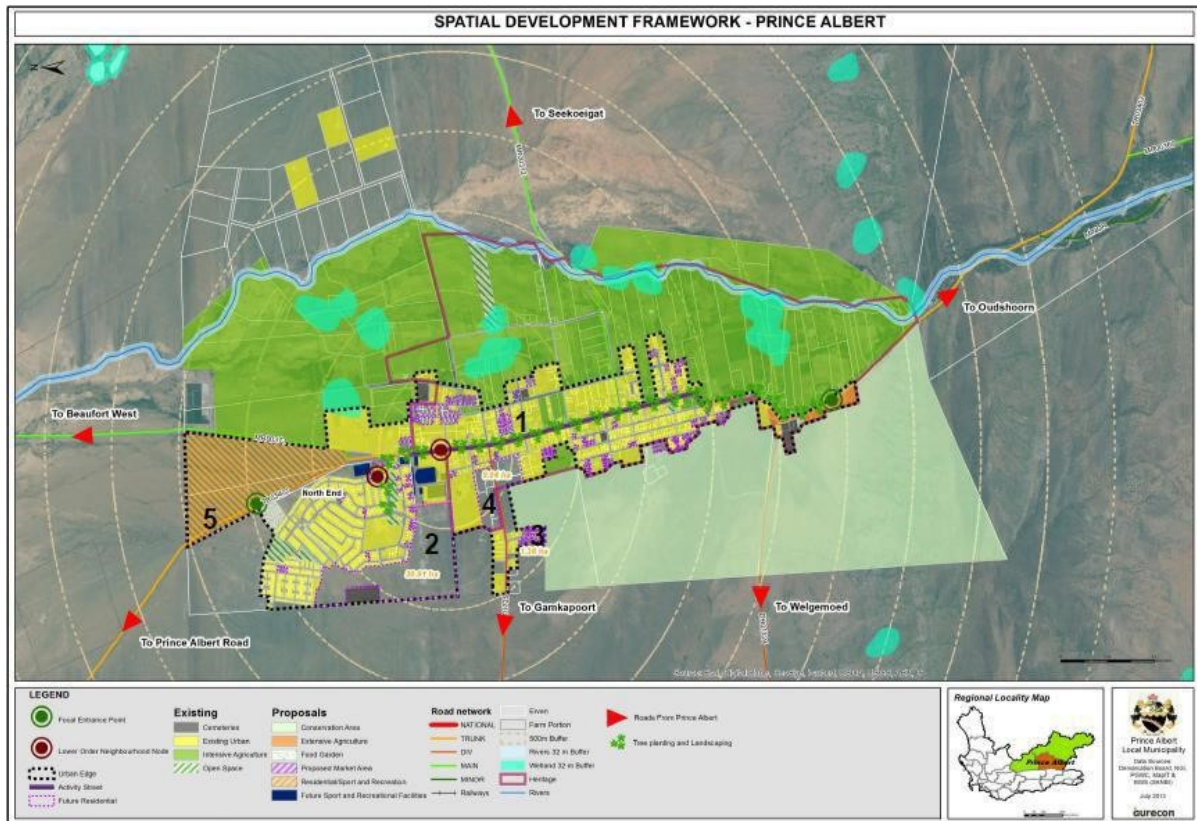 SPATIAL DEVELOPMENT FRAMEWORK - PRINCE ALBERT
To Seekoeigat
To Oudshoorn
To Beaufort West
North End
1
5
4
2
3
To Prince Albert Road
To Gamkapoort
To Welgemoed
LEGEND
Focal Entrance Point
Lower Order Neighbourhood Node
Urban Edge
Activity Street
Future Residential
Existing
Cemeteries
Existing Urban
Intensive Agriculture
Open Space
Proposals
Conservation Area
Extensive Agriculture
Food Garden
Proposed Market Area
Residential/Sport and Recreation
Future Sport and Recreational Facilities
Road network
NATIONAL
TRUNK
DIV
MAIN
MINOR
Railways
Erven
Farm Portion
500m Buffer
Rivers 32 m Buffer
Wetland 32 m Buffer
Heritage
Rivers
Roads From Prince Albert
Tree planting and Landscaping
Regional Locality Map
Prince Albert
Prince Albert
Local Municipality
Data Sources:
aurecon